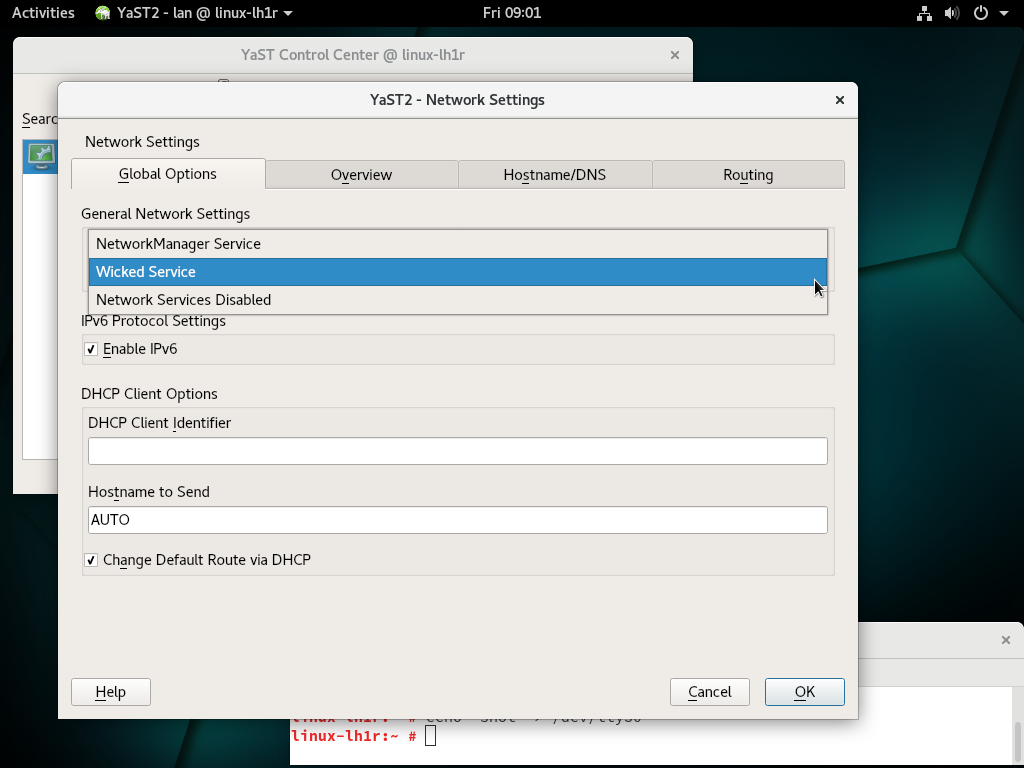 Activities YaST2 - lan @ linux-lh1r Fri 09:01
YaST Control Center @ linux-lh1r
YaST2 - Network Settings
Network Settings
Global Options Overview Hostname/DNS Routing
General Network Settings
NetworkManager Service
Wicked Service
Network Services Disabled
IPv6 Protocol Settings
Enable IPv6
DHCP Client Options
DHCP Client Identifier
Hostname to Send
AUTO
Change Default Route via DHCP
Help Cancel OK
linux-lh1r:~ #